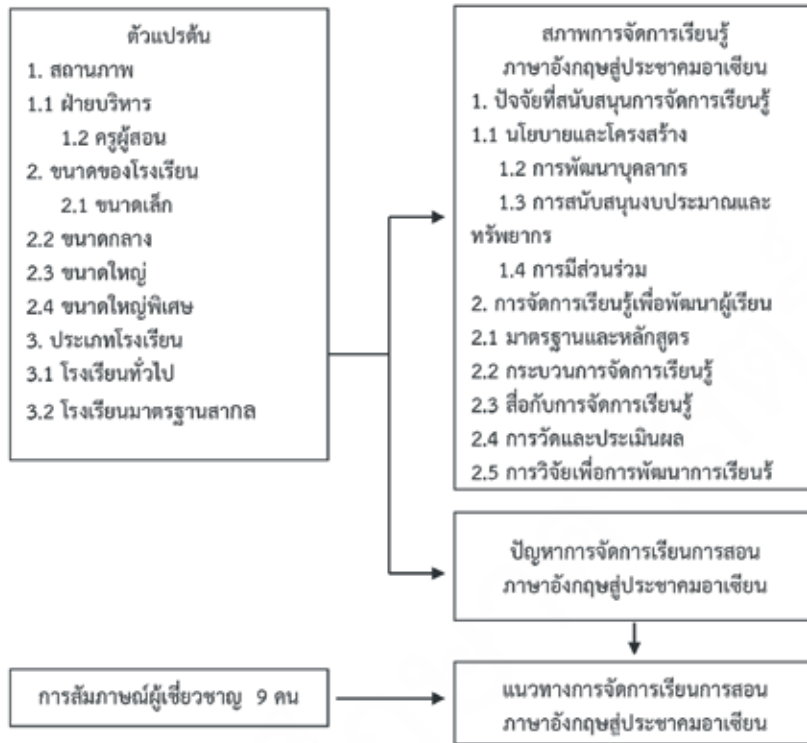 ตัวแปรต้น
1. สถานภาพ
1.1 ฝ่ายบริหาร
1.2 ครูผู้สอน
2. ขนาดของโรงเรียน
2.1 ขนาดเล็ก
2.2 ขนาดกลาง
2.3 ขนาดใหญ่
2.4 ขนาดใหญ่พิเศษ
3. ประเภทโรงเรียน
3.1 โรงเรียนทั่วไป
3.2 โรงเรียนมาตรฐานสากล
สภาพการจัดการเรียนรู้
ภาษาอังกฤษสู่ประชาคมอาเซียน
1. ปัจจัยที่สนับสนุนการจัดการเรียนรู้
1.1 นโยบายและโครงสร้าง
1.2 การพัฒนาบุคลากร
1.3 การสนับสนุนงบประมาณและ
ทรัพยากร
1.4 การมีส่วนร่วม
2. การจัดการเรียนรู้เพื่อพัฒนาผู้เรียน
2.1 มาตรฐานและหลักสูตร
2.2 กระบวนการจัดการเรียนรู้
2.3 สื่อกับการจัดการเรียนรู้
2.4 การวัดและประเมินผล
2.5 การวิจัยเพื่อการพัฒนาการเรียนร้
ปัญหาการจัดการเรียนการสอน
ภาษาอังกฤษสู่ประชาคมอาเซียน
การสัมภาษณ์ผู้เชี่ยวชาญ 9 คน
แนวทางการจัดการเรียนการสอน
ภาษาอังกฤษสู่ประชาคมอาเซียน